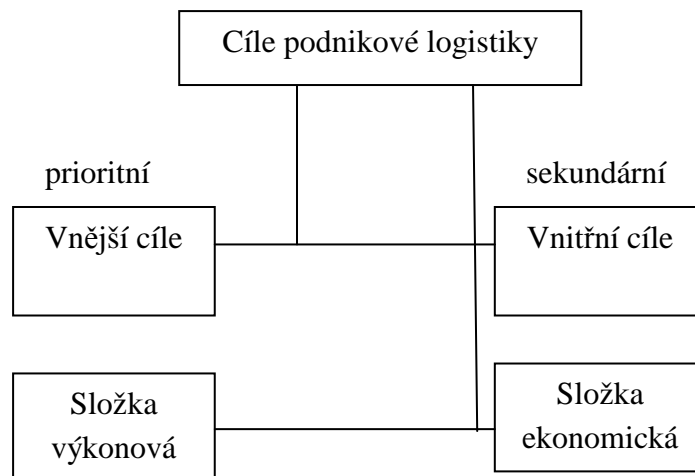 Cíle podnikové logistiky
prioritní
sekundární
Vnější cíle
Vnitřní cíle
Složka
výkonová
Složka
ekonomická